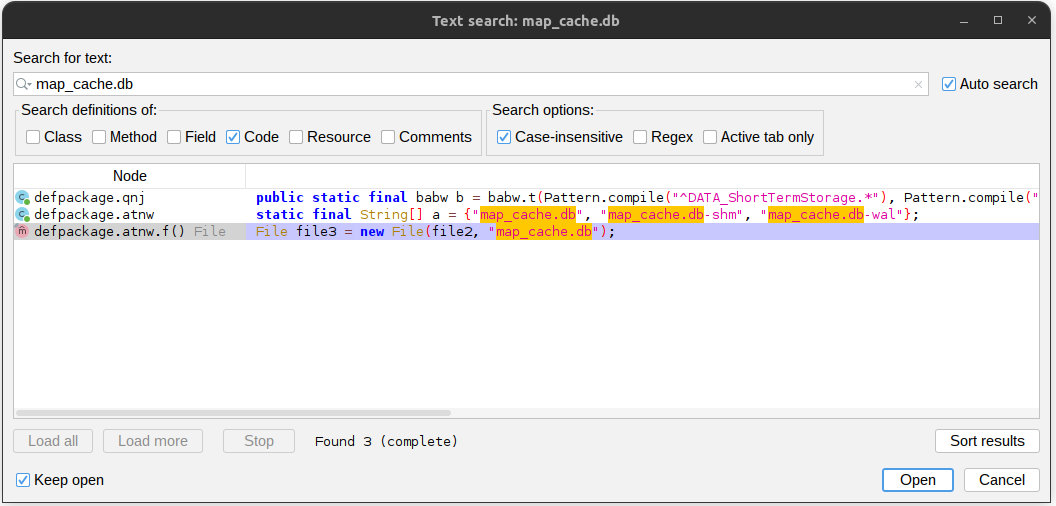 Text search: map_cache.db
Search for text:
map_cache.db
Auto search
Search definitions of:
Search options:
Class Method Field Code Resource Comments
Case-insensitive Regex Active tab only
Node
defpackage.qnj public static final babw b = babw.t(Pattern.compile("^DATA_ShortTermStorage.*"), Pattern.compile("
defpackage.atnw static final String[] a = {"map_cache.db", "map_cache.db-shm", "map_cache.db-wal"};
defpackage.atnw.f() File File file3 = new File(file2, "map_cache.db");
Load all Load more Stop Found 3 (complete) Sort results
Keep open Open Cancel